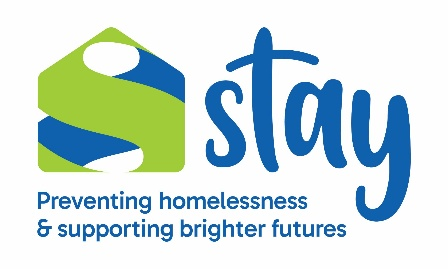 stay
Preventing homelessness
& supporting brighter futures